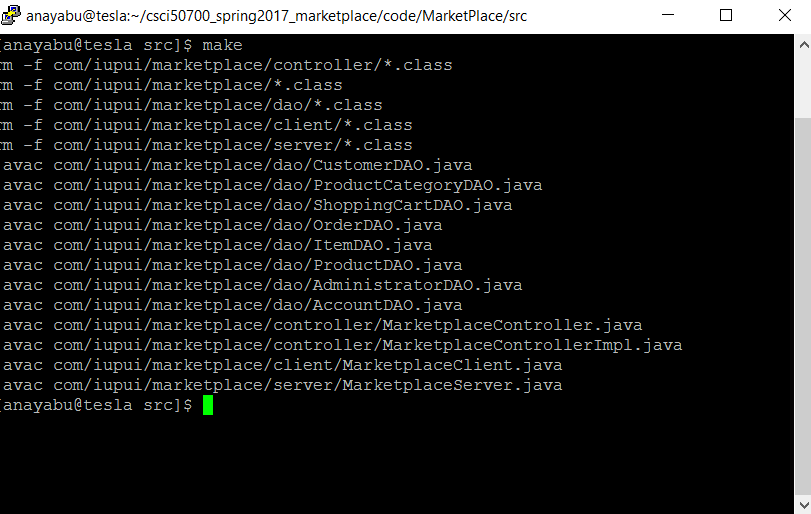 anayabu@tesla:~/csci50700_spring2017_marketplace/code/MarketPlace/src
[anayabu@tesla src]$ make
rm -f com/iupui/marketplace/controller/*.class
rm -f com/iupui/marketplace/*.class
rm -f com/iupui/marketplace/dao/*.class
rm -f com/iupui/marketplace/client/*.class
rm -f com/iupui/marketplace/server/*.class
avac com/iupui/marketplace/dao/CustomerDAO.java
avac com/iupui/marketplace/dao/ProductCategoryDAO.java
avac com/iupui/marketplace/dao/ShoppingCartDAO.java
avac com/iupui/marketplace/dao/OrderDAO.java
avac com/iupui/marketplace/dao/ItemDAO.java
avac com/iupui/marketplace/dao/ProductDAO.java
avac com/iupui/marketplace/dao/AdministratorDAO.java
avac com/iupui/marketplace/dao/AccountDAO.java
avac com/iupui/marketplace/controller/MarketplaceController.java
avac com/iupui/marketplace/controller/MarketplaceControllerImpl.java
avac com/iupui/marketplace/client/MarketplaceClient.java
avac com/iupui/marketplace/server/MarketplaceServer.java
[anayabu@tesla src]$